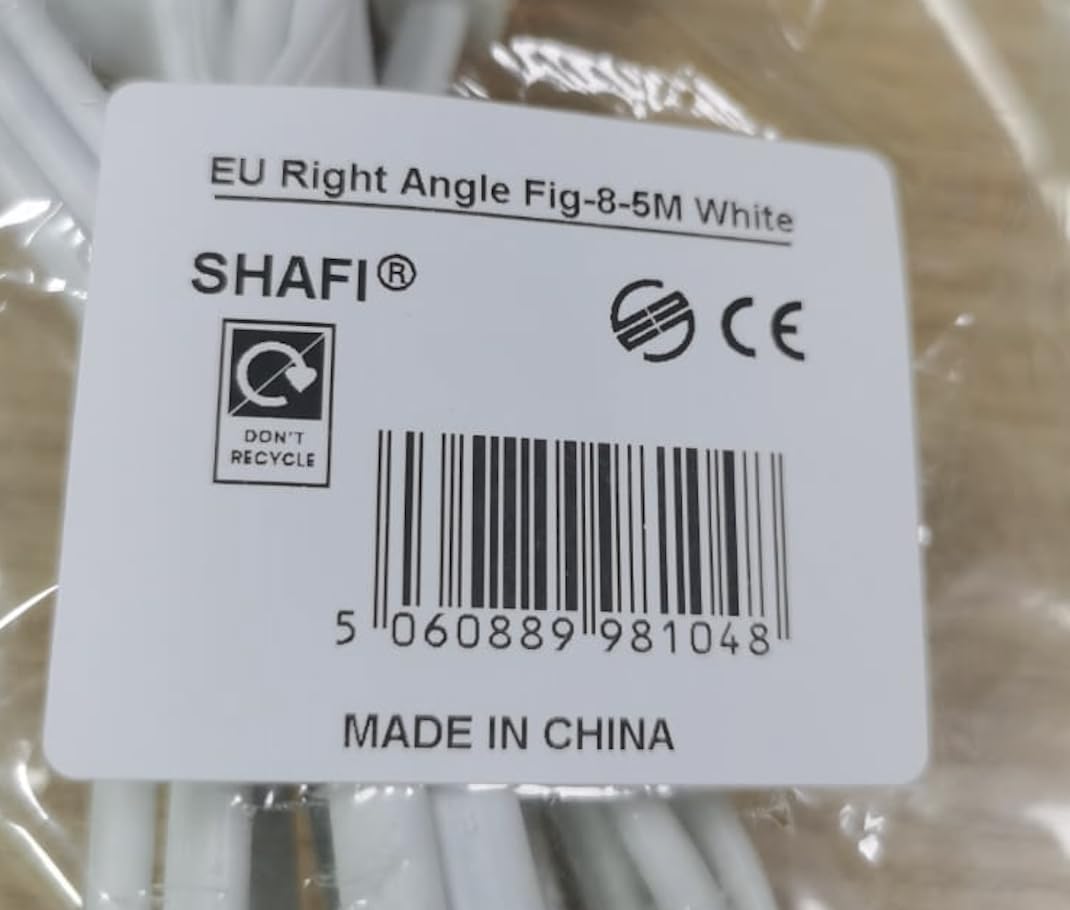 EU Right Angle Fig-8-5M White
SHAFI®
CE
DON'T
RECYCLE
5 060889 981048
MADE IN CHINA